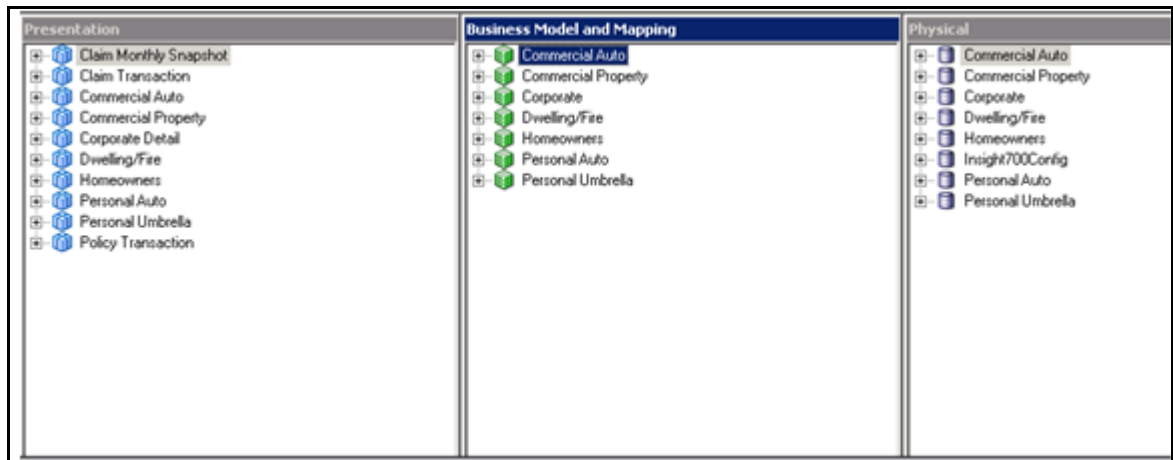 Presentation
Claim Monthly Snapshot
Claim Transaction
Commercial Auto
Commercial Property
Corporate Detail
Dwelling/Fire
Homeowners
Personal Auto
Personal Umbrella
Policy Transaction
Business Model and Mapping
Commercial Auto
Commercial Property
Corporate
Dwelling/Fire
Homeowners
Personal Auto
Personal Umbrella
Physical
Commercial Auto
Commercial Property
Corporate
Dwelling/Fire
Homeowners
Insight700Config
Personal Auto
Personal Umbrella